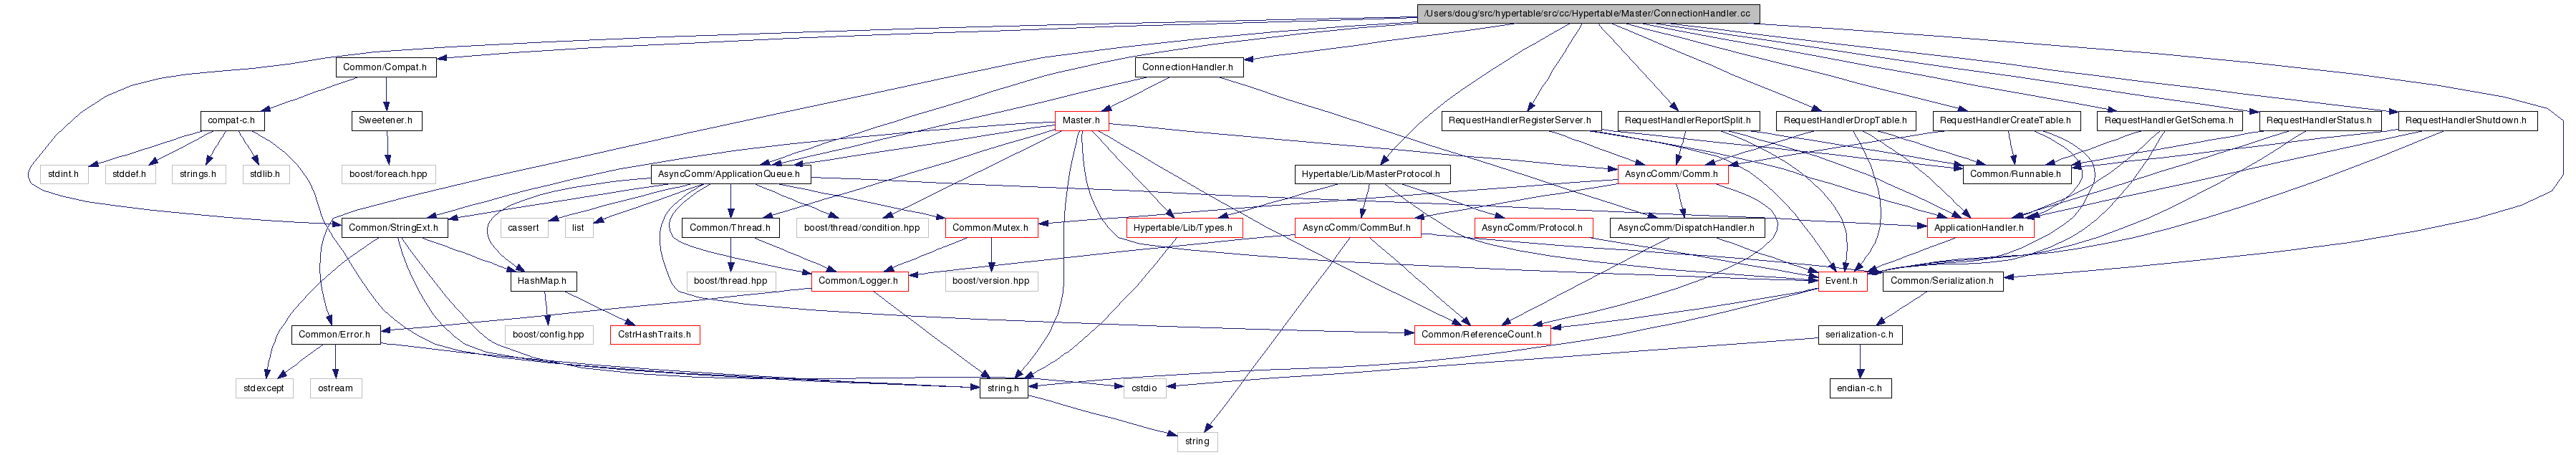 /Users/doug/src/hypertable/src/cc/Hypertable/Master/ConnectionHandler.cc
Common/Compat.h
ConnectionHandler.h
compat-c.h
Sweetener.h
Master.h
RequestHandlerRegisterServer.h
RequestHandlerReportSplit.h
RequestHandlerDropTable.h
RequestHandlerCreateTable.h
RequestHandlerGetSchema.h
RequestHandlerStatus.h
RequestHandlerShutdown.h
stdint.h
stddef.h
strings.h
stdlib.h
boost/foreach.hpp
AsyncComm/ApplicationQueue.h
Hypertable/Lib/MasterProtocol.h
AsyncComm/Comm.h
Common/Runnable.h
Common/StringExt.h
cassert
list
Common/Thread.h
boost/thread/condition.hpp
Common/Mutex.h
Hypertable/Lib/Types.h
AsyncComm/CommBuf.h
AsyncComm/Protocol.h
AsyncComm/DispatchHandler.h
ApplicationHandler.h
HashMap.h
boost/thread.hpp
Common/Logger.h
boost/version.hpp
Event.h
Common/Serialization.h
Common/Error.h
boost/config.hpp
CstrHashTraits.h
Common/ReferenceCount.h
serialization-c.h
stdexcept
ostream
string.h
cstdio
endian-c.h
string